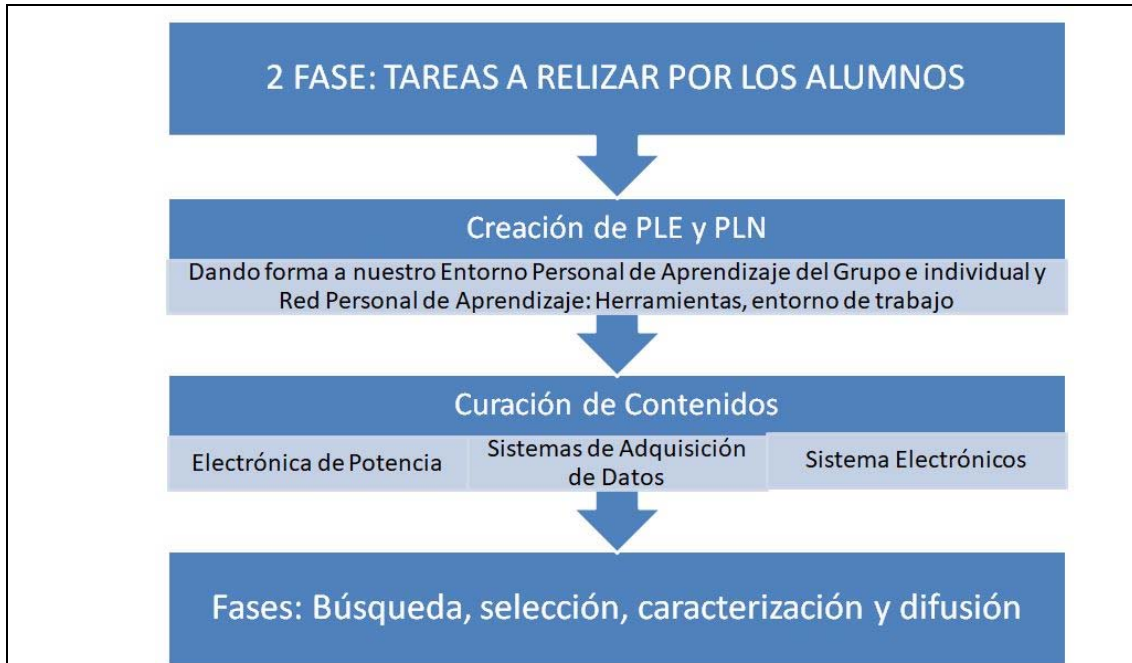 2 FASE: TAREAS A RELIZAR POR LOS ALUMNOS
Creación de PLE y PLN
Dando forma a nuestro Entorno Personal de Aprendizaje del Grupo e individual y
Red Personal de Aprendizaje: Herramientas, entorno de trabajo
Curación de Contenidos
Electrónica de Potencia
Sistemas de Adquisición
de Datos
Sistema Electrónicos
Fases: Búsqueda, selección, caracterización y difusión